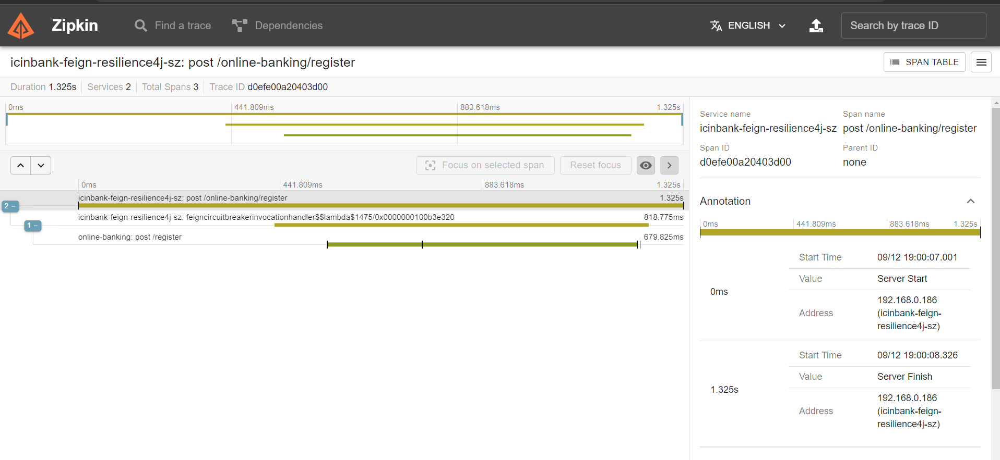 Zipkin
Find a trace
Dependencies
ENGLISH
Search by trace ID
icinbank-feign-resilience4j-sz: post /online-banking/register
SPAN TABLE
Duration 1.325s Services 2 Total Spans 3 Trace ID d0efe00a20403d00
0ms 441.809ms 883.618ms 1.325s
Focus on selected span
Reset focus
0ms 441.809ms 883.618ms 1.325s
icinbank-feign-resilience4j-sz: post /online-banking/register 1.325s
2 −
icinbank-feign-resilience4j-sz: feigncircuitbreakerinvocationhandler$$lambda$1475/0x0000000100b3e320 818.775ms
1 −
online-banking: post /register 679.825ms
Service name Span name
icinbank-feign-resilience4j-sz post /online-banking/register
Span ID Parent ID
d0efe00a20403d00 none
Annotation
0ms 441.809ms 883.618ms 1.325s
0ms
Start Time 09/12 19:00:07.001
Value Server Start
Address 192.168.0.186
(icinbank-feign-
resilience4j-sz)
1.325s
Start Time 09/12 19:00:08.326
Value Server Finish
Address 192.168.0.186
(icinbank-feign-
resilience4j-sz)